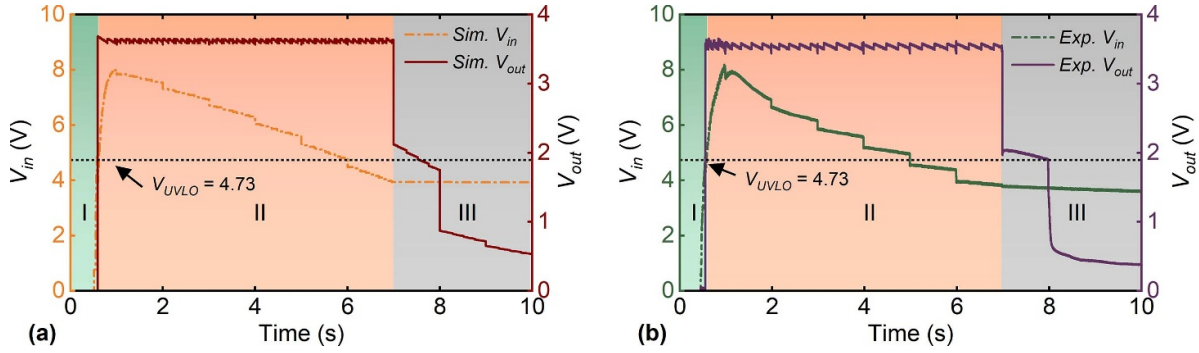 10
8
6
4
2
0
V_in (V)
4
3
2
1
0
V_out (V)
0
2
4
6
8
10
Time (s)
Sim. V_in
Sim. V_out
V_UVLO = 4.73
I
II
III
(a)
10
8
6
4
2
0
V_in (V)
4
3
2
1
0
V_out (V)
0
2
4
6
8
10
Time (s)
Exp. V_in
Exp. V_out
V_UVLO = 4.73
I
II
III
(b)